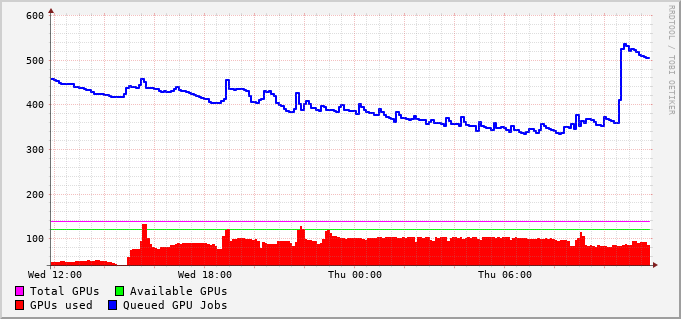 600
500
400
300
200
100
Wed 12:00 Wed 18:00 Thu 00:00 Thu 06:00
Total GPUs Available GPUs
GPUs used Queued GPU Jobs
RRDTOOL / TOBI OETIKER